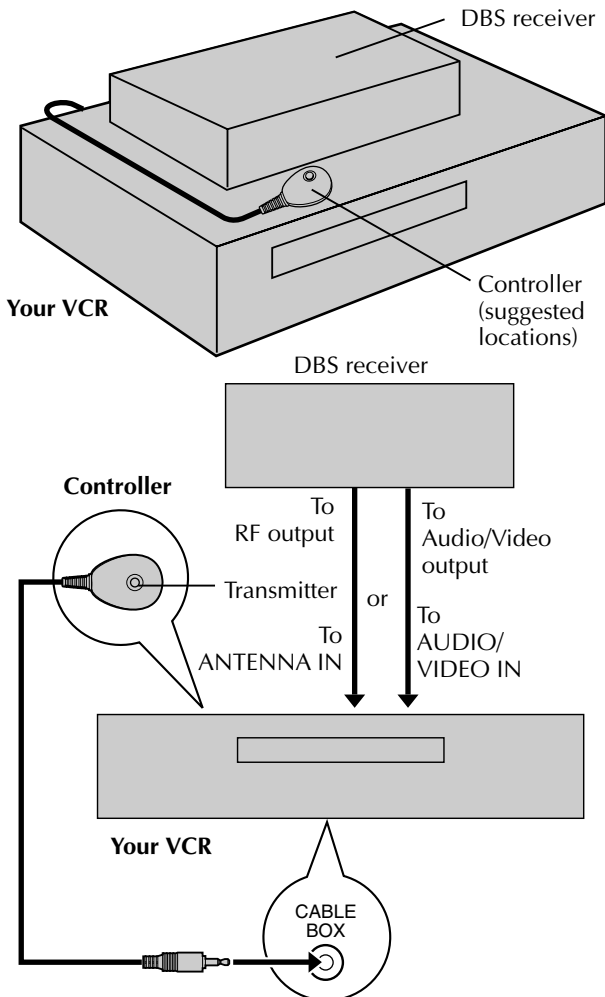 DBS receiver
Your VCR
Controller
(suggested
locations)
DBS receiver
Controller
To
RF output
To
Audio/Video
output
Transmitter
or
To
ANTENNA IN
To
AUDIO/
VIDEO IN
Your VCR
CABLE
BOX